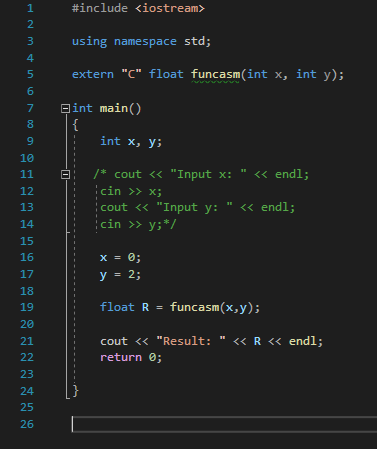 1 #include <iostream>
2
3 using namespace std;
4
5 extern "C" float funcasm(int x, int y);
6
7 int main()
8 {
9 int x, y;
10
11 /* cout << "Input x: " << endl;
12 cin >> x;
13 cout << "Input y: " << endl;
14 cin >> y;*/
15
16 x = 0;
17 y = 2;
18
19 float R = funcasm(x,y);
20
21 cout << "Result: " << R << endl;
22 return 0;
23
24 }
25
26